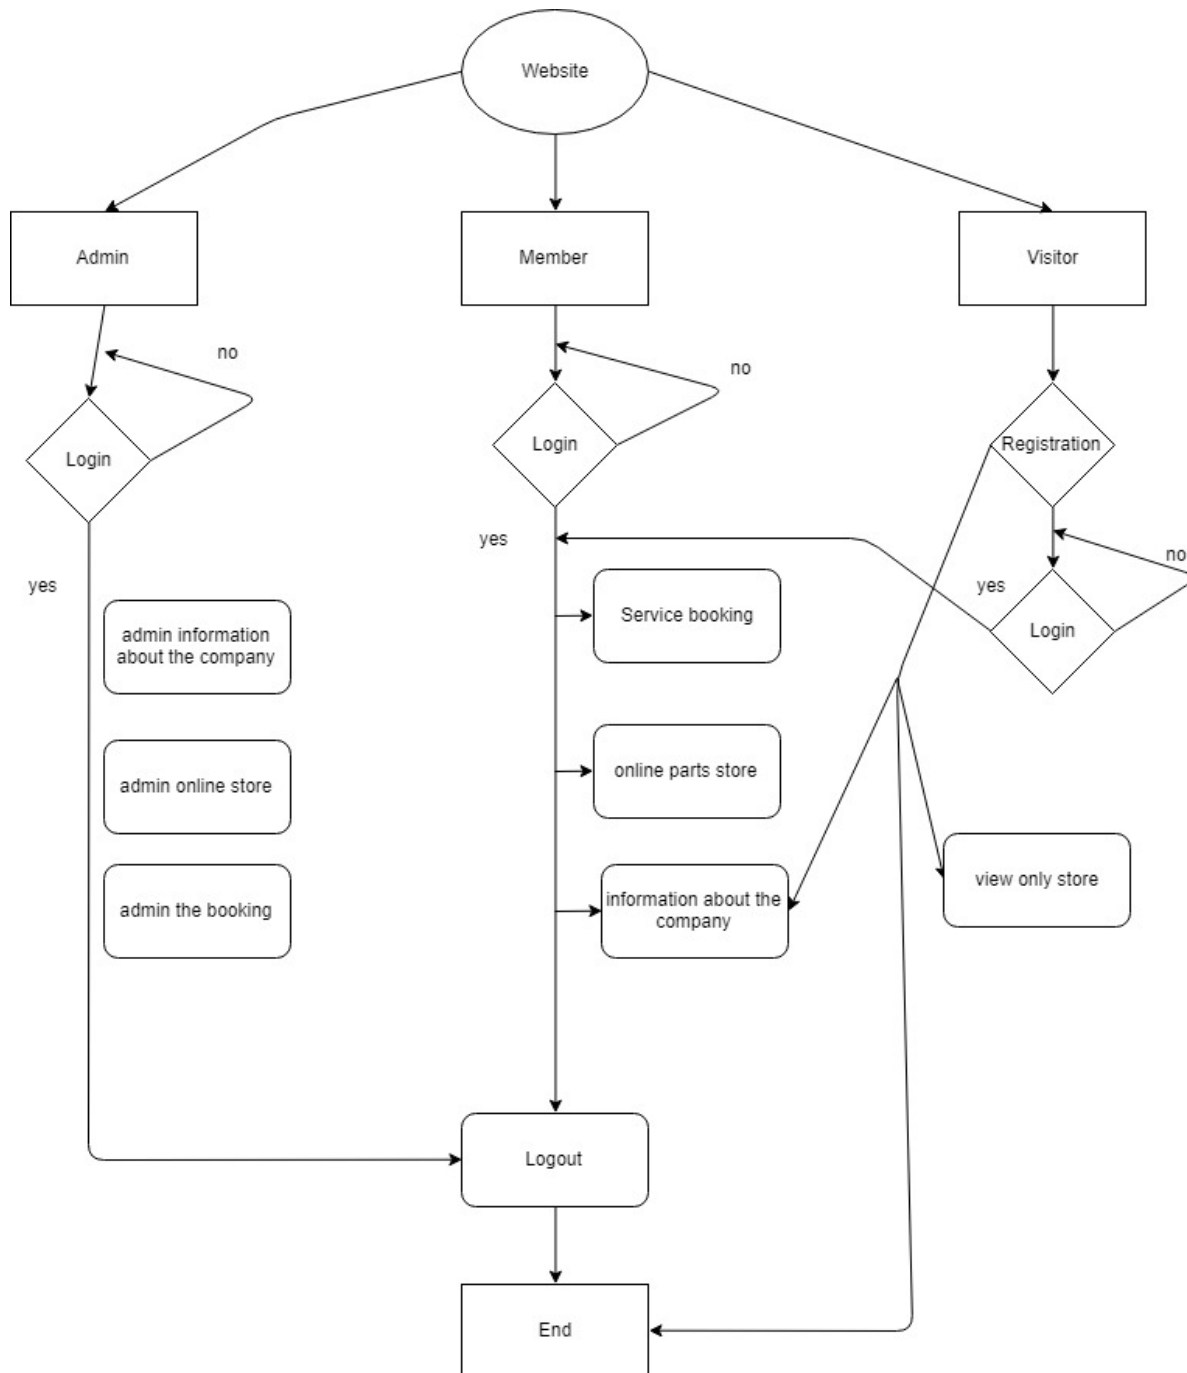 Website
Admin
Member
Visitor
no
no
Login
Login
Registration
yes
yes
no
yes
Login
admin information
about the company
Service booking
admin online store
online parts store
admin the booking
information about the
company
view only store
Logout
End